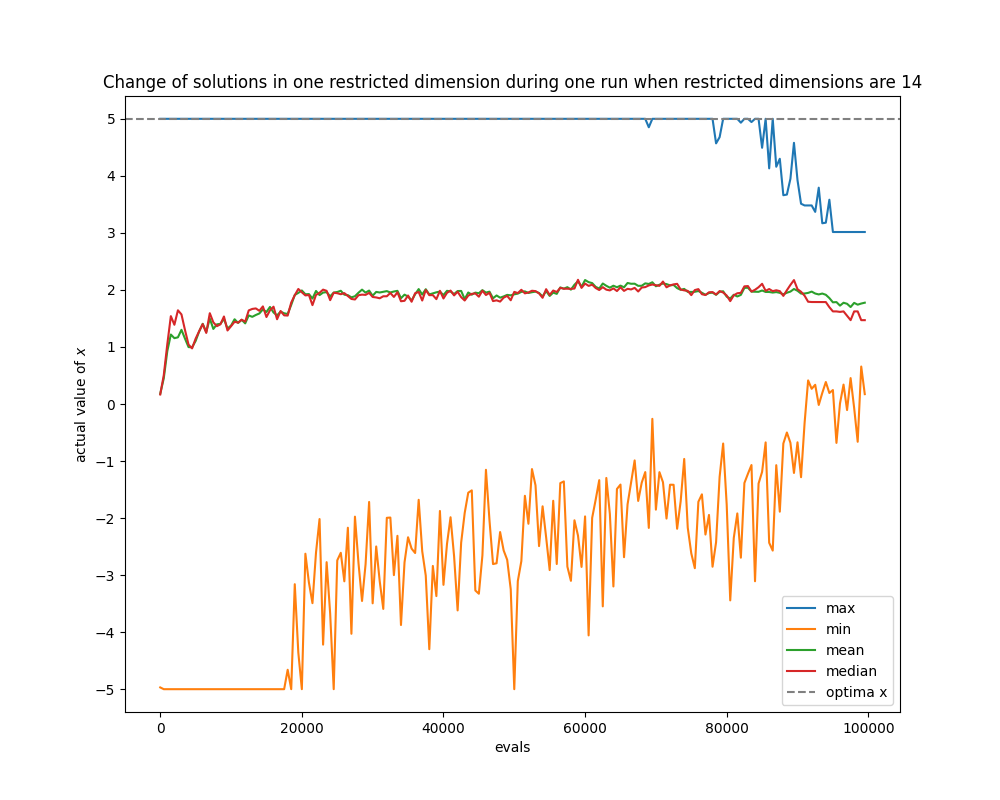 Change of solutions in one restricted dimension during one run when restricted dimensions are 14
5
4
3
2
1
0
−1
−2
−3
−4
−5
actual value of x
0 20000 40000 60000 80000 100000
evals
max
min
mean
median
optima x